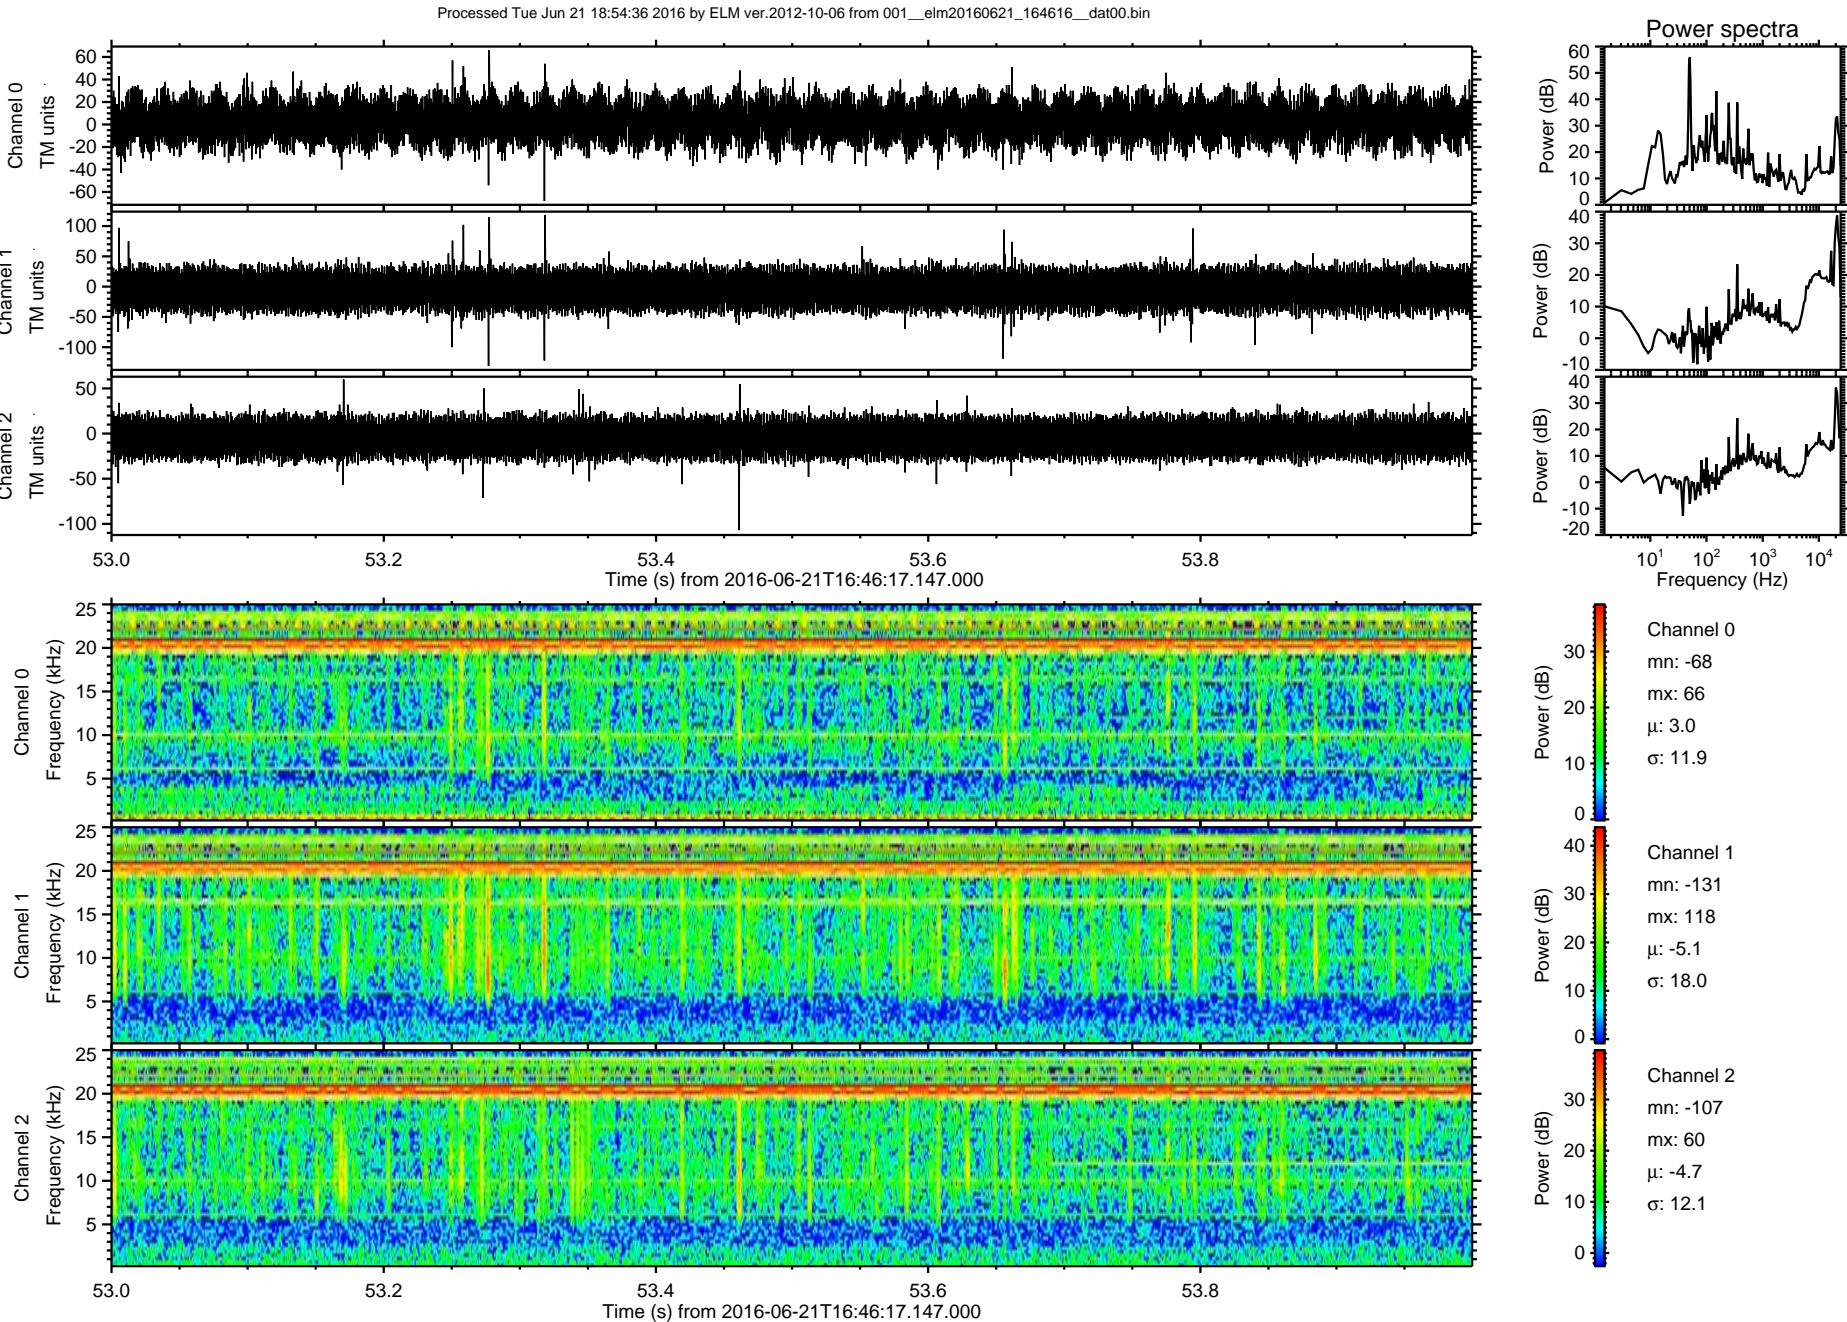 Processed Tue Jun 21 18:54:36 2016 by ELM ver.2012-10-06 from 001__elm20160621_164616__dat00.bin
Power spectra
Channel 0
TM units
60
40
20
0
-20
-40
-60
Power (dB)
60
50
40
30
20
10
0
Channel 1
TM units
100
50
0
-50
-100
Power (dB)
40
30
20
10
0
-10
Channel 2
TM units
50
0
-50
-100
Power (dB)
40
30
20
10
0
-10
-20
53.0 53.2 53.4 53.6 53.8
Time (s) from 2016-06-21T16:46:17.147.000
10^1 10^2 10^3 10^4
Frequency (Hz)
Channel 0
Frequency (kHz)
25
20
15
10
5
Power (dB)
30
20
10
0
Channel 0
mn: -68
mx: 66
μ: 3.0
σ: 11.9
Channel 1
Frequency (kHz)
25
20
15
10
5
Power (dB)
40
30
20
10
0
Channel 1
mn: -131
mx: 118
μ: -5.1
σ: 18.0
Channel 2
Frequency (kHz)
25
20
15
10
5
Power (dB)
30
20
10
0
Channel 2
mn: -107
mx: 60
μ: -4.7
σ: 12.1
53.0 53.2 53.4 53.6 53.8
Time (s) from 2016-06-21T16:46:17.147.000